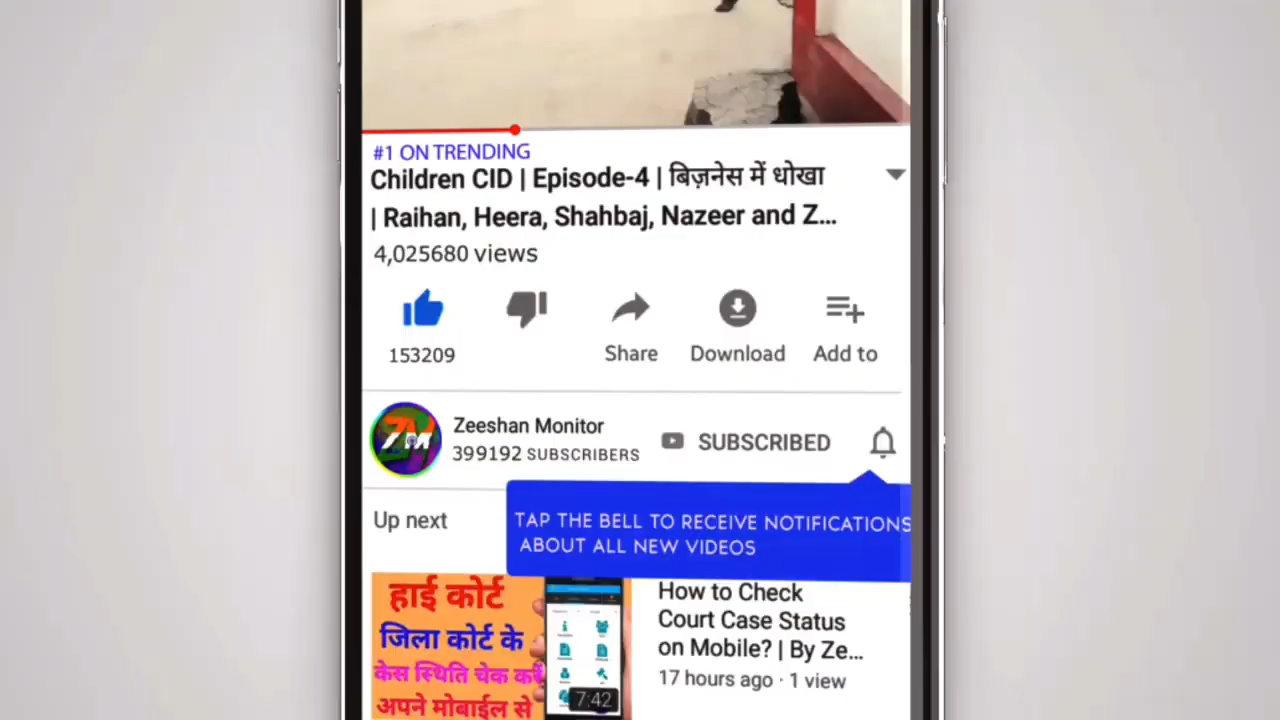 #1 ON TRENDING
Children CID | Episode-4 | बिज़नेस में धोखा
| Raihan, Heera, Shahbaj, Nazeer and Z...
4,025680 views
153209
Share
Download
Add to
ZM
Zeeshan Monitor
399192 SUBSCRIBERS
SUBSCRIBED
Up next
TAP THE BELL TO RECEIVE NOTIFICATIONS
ABOUT ALL NEW VIDEOS
हाई कोर्ट
जिला कोर्ट के
केस स्थिति चेक करें
अपने मोबाईल से
7:42
How to Check
Court Case Status
on Mobile? | By Ze...
17 hours ago · 1 view